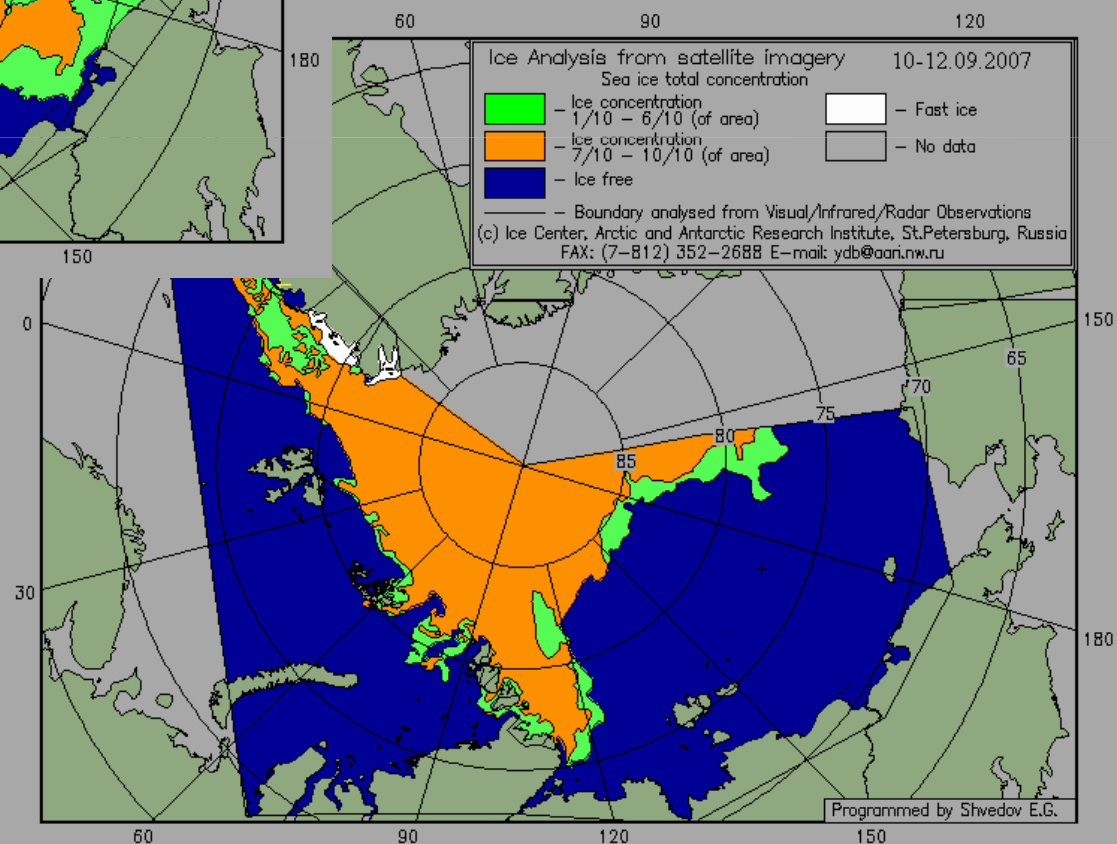 60
90
120
180
150
Ice Analysis from satellite imagery 10-12.09.2007
Sea ice total concentration
– Ice concentration
1/10 – 6/10 (of area)
– Fast ice
– Ice concentration
7/10 – 10/10 (of area)
– No data
– Ice free
– Boundary analysed from Visual/Infrared/Radar Observations
(c) Ice Center, Arctic and Antarctic Research Institute, St.Petersburg, Russia
FAX: (7-812) 352-2688 E-mail: ydb@aari.nw.ru
0
150
65
70
75
80
85
30
180
Programmed by Shvedov E.G.
60
90
120
150